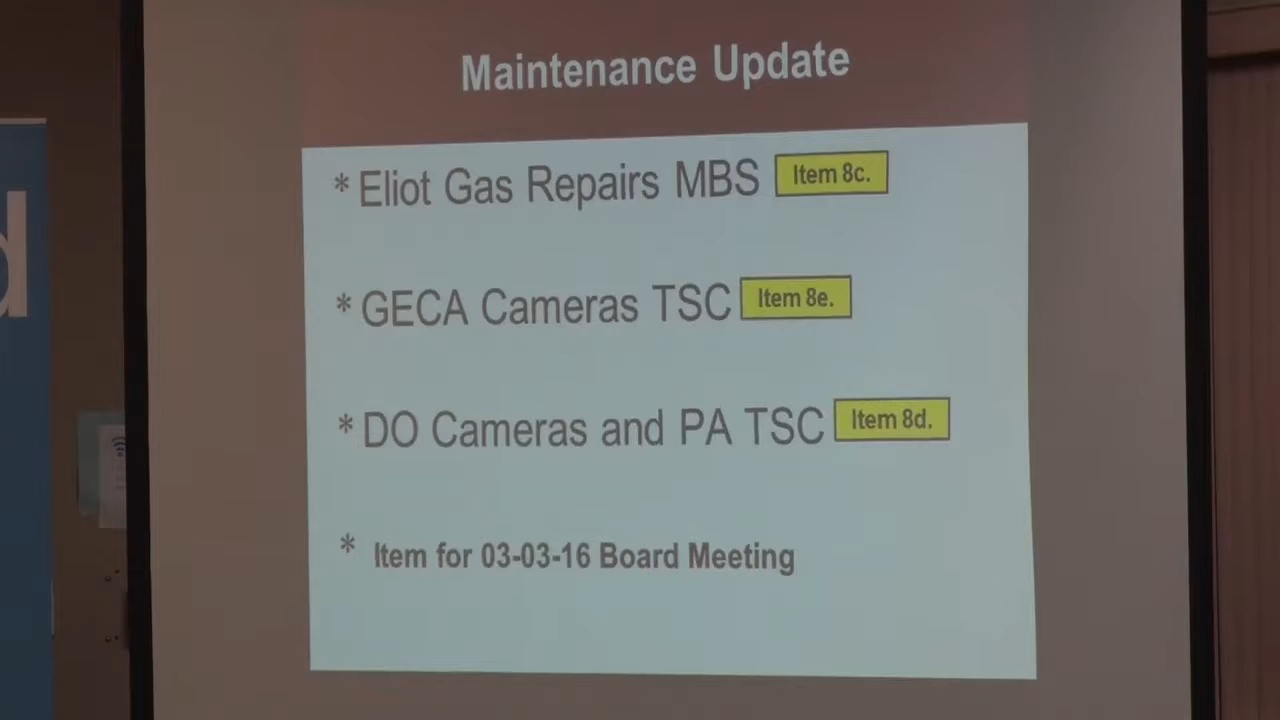 Maintenance Update
* Eliot Gas Repairs MBS Item 8c.
* GECA Cameras TSC Item 8e.
* DO Cameras and PA TSC Item 8d.
* Item for 03-03-16 Board Meeting
d